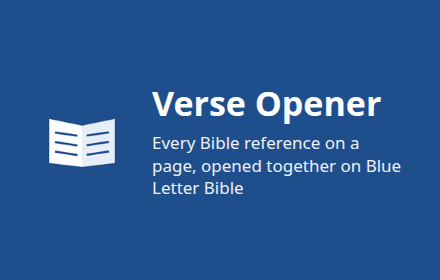 Verse Opener
Every Bible reference on a
page, opened together on Blue
Letter Bible